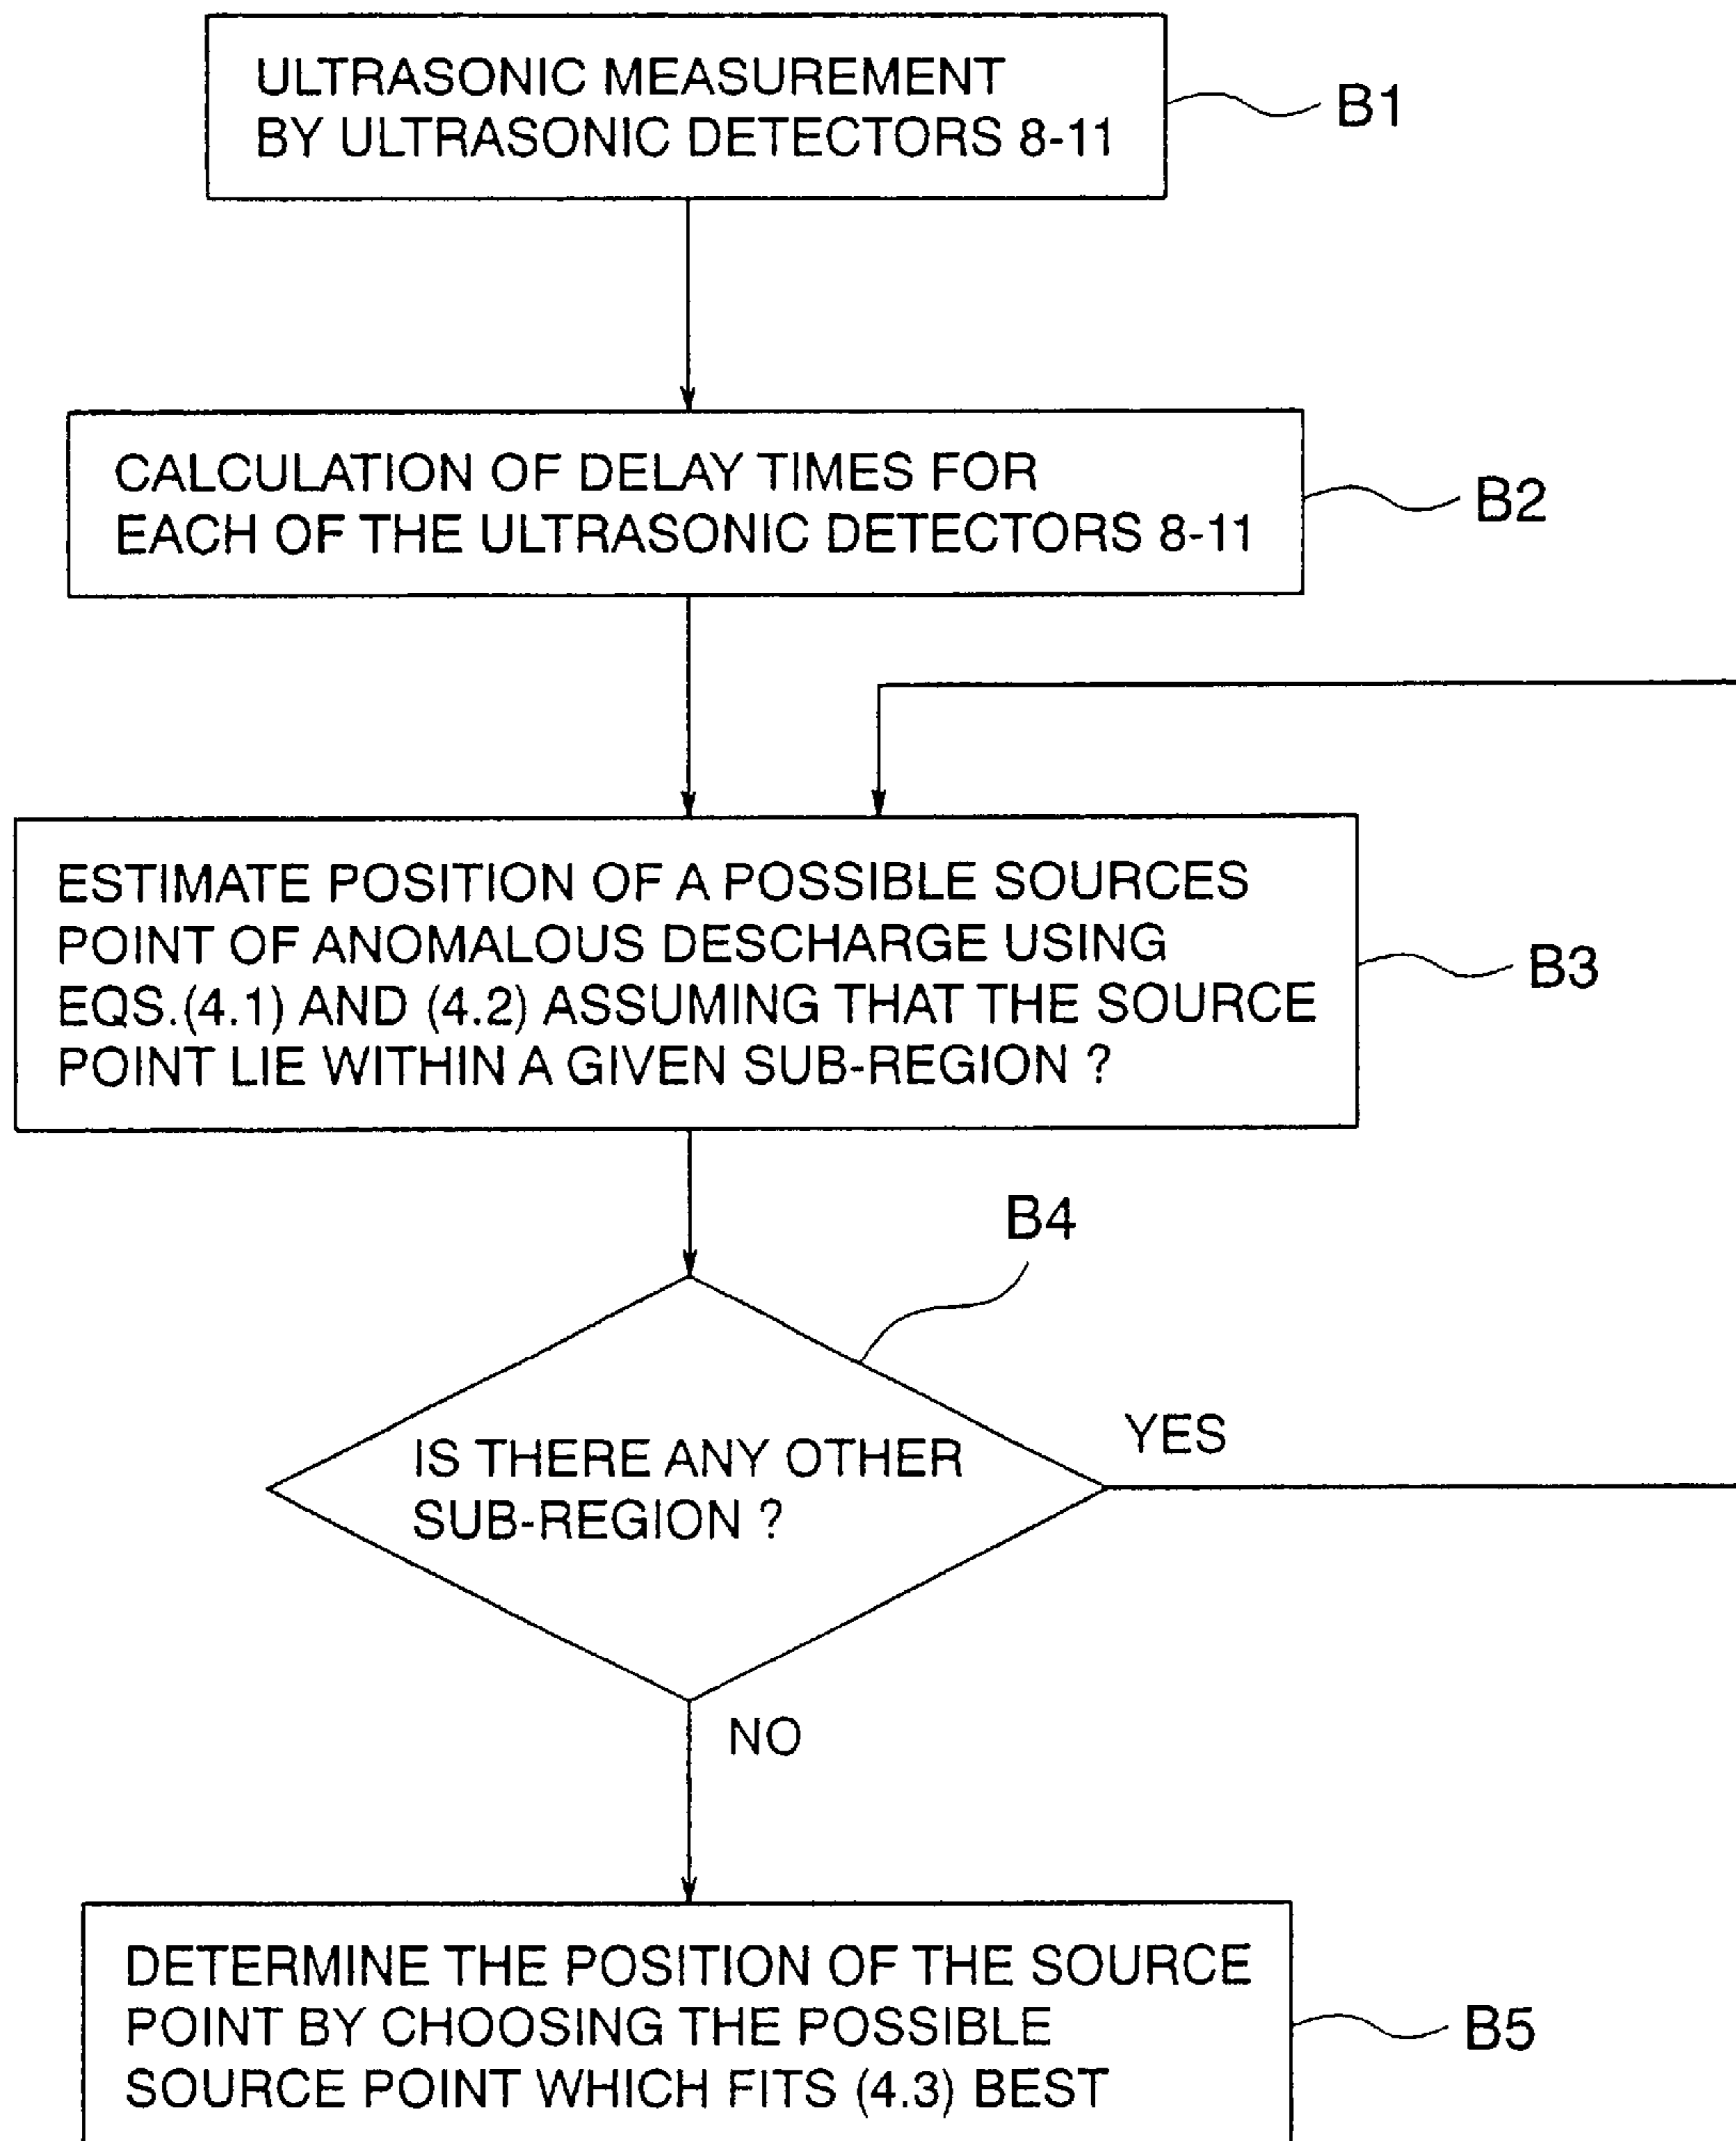 ULTRASONIC MEASUREMENT
BY ULTRASONIC DETECTORS 8-11
B1
CALCULATION OF DELAY TIMES FOR
EACH OF THE ULTRASONIC DETECTORS 8-11
B2
ESTIMATE POSITION OF A POSSIBLE SOURCES
POINT OF ANOMALOUS DESCHARGE USING
EQS.(4.1) AND (4.2) ASSUMING THAT THE SOURCE
POINT LIE WITHIN A GIVEN SUB-REGION ?
B3
B4
IS THERE ANY OTHER
SUB-REGION ?
YES
NO
DETERMINE THE POSITION OF THE SOURCE
POINT BY CHOOSING THE POSSIBLE
SOURCE POINT WHICH FITS (4.3) BEST
B5